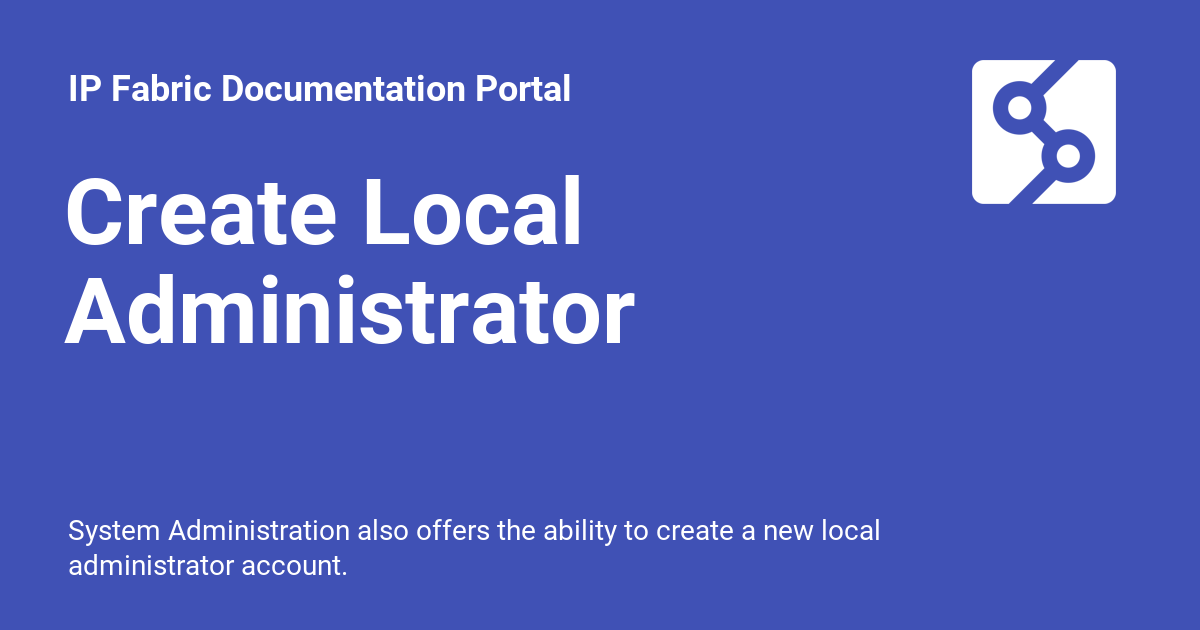 IP Fabric Documentation Portal
Create Local
Administrator
System Administration also offers the ability to create a new local
administrator account.